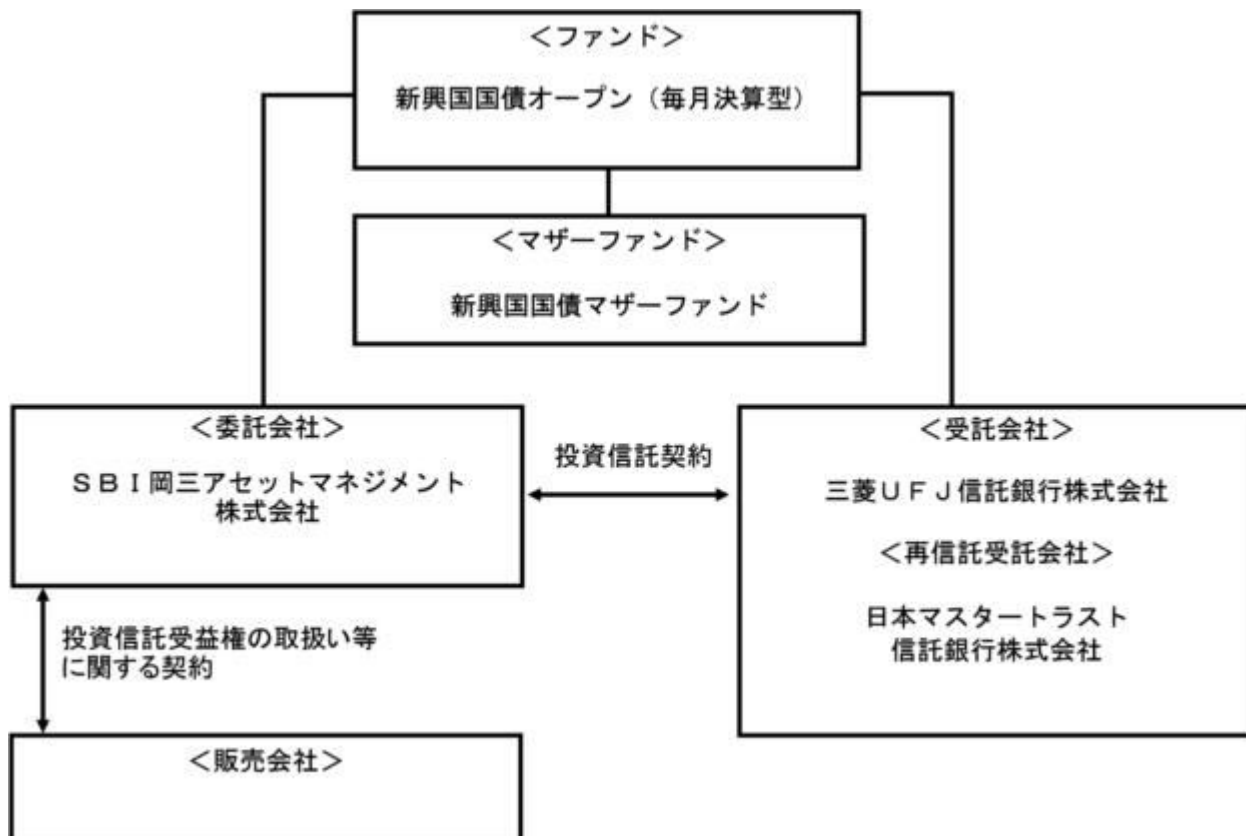 ＜ファンド＞
新興国国債オープン（毎月決算型）
＜マザーファンド＞
新興国国債マザーファンド
＜委託会社＞
ＳＢＩ岡三アセットマネジメント
株式会社
投資信託契約
＜受託会社＞
三菱ＵＦＪ信託銀行株式会社
＜再信託受託会社＞
日本マスタートラスト
信託銀行株式会社
投資信託受益権の取扱い等
に関する契約
＜販売会社＞